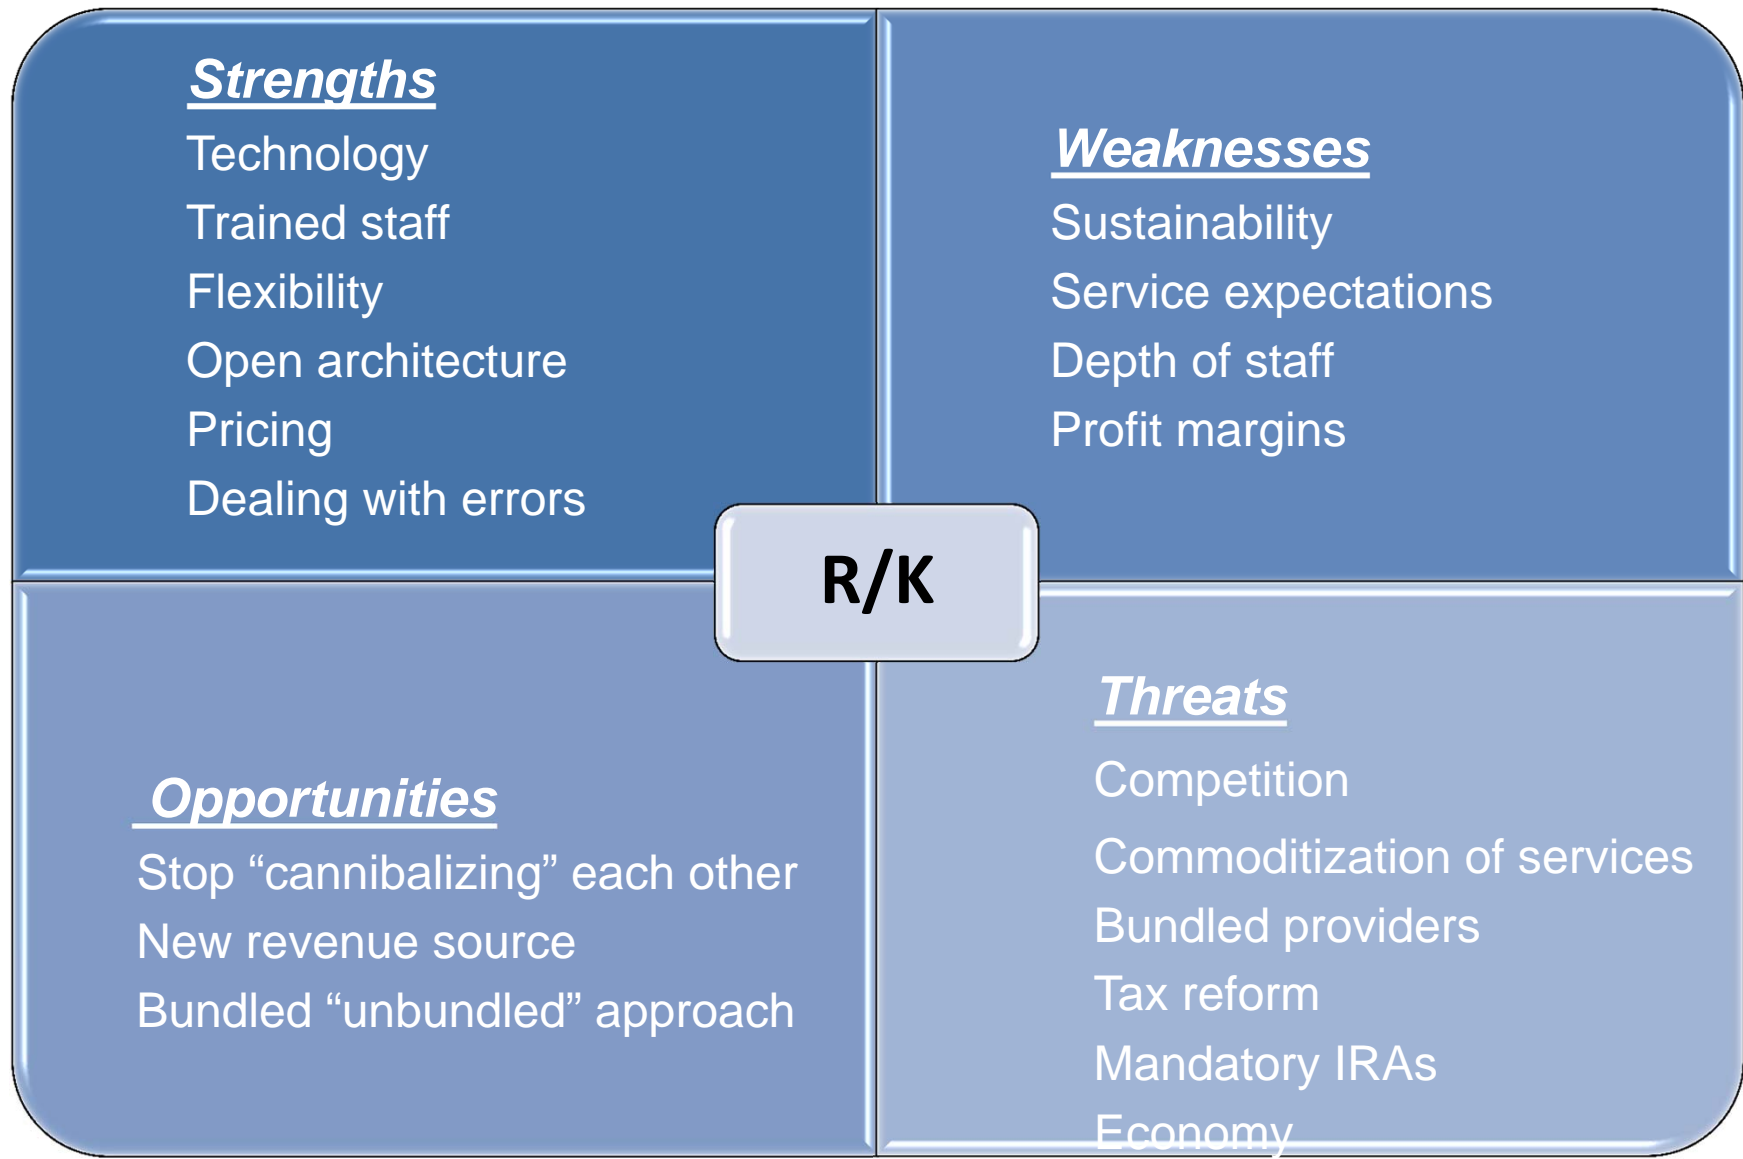 Strengths
Technology
Trained staff
Flexibility
Open architecture
Pricing
Dealing with errors
Weaknesses
Sustainability
Service expectations
Depth of staff
Profit margins
R/K
Opportunities
Stop “cannibalizing” each other
New revenue source
Bundled “unbundled” approach
Threats
Competition
Commoditization of services
Bundled providers
Tax reform
Mandatory IRAs
Economy